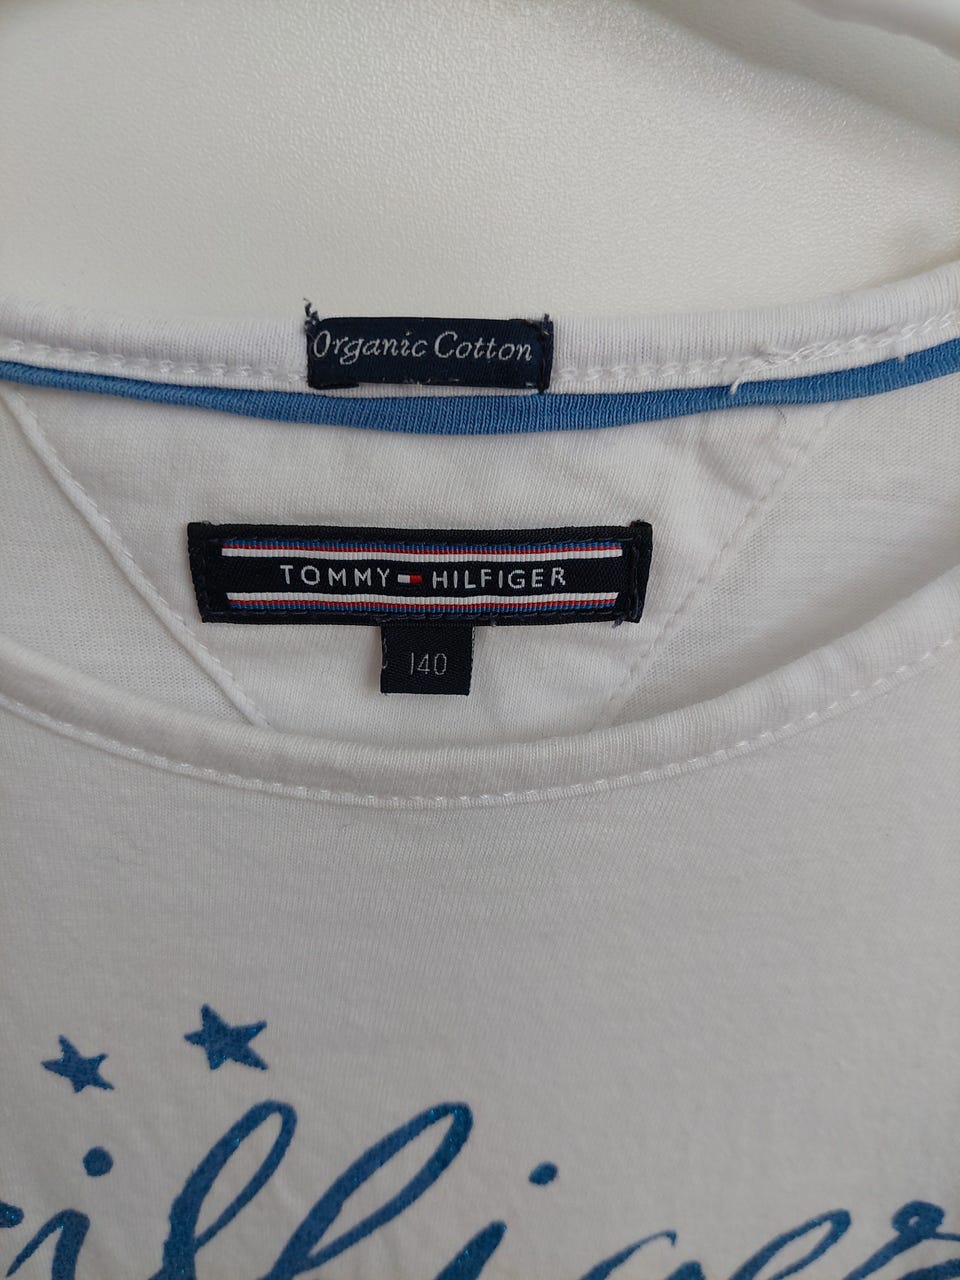 Organic Cotton
TOMMY HILFIGER
140